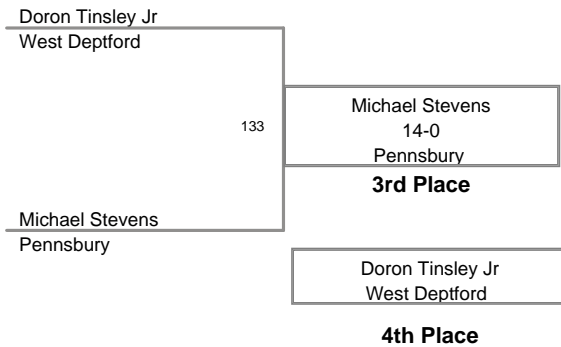 Doron Tinsley Jr
West Deptford
133
Michael Stevens
14-0
Pennsbury
3rd Place
Michael Stevens
Pennsbury
Doron Tinsley Jr
West Deptford
4th Place